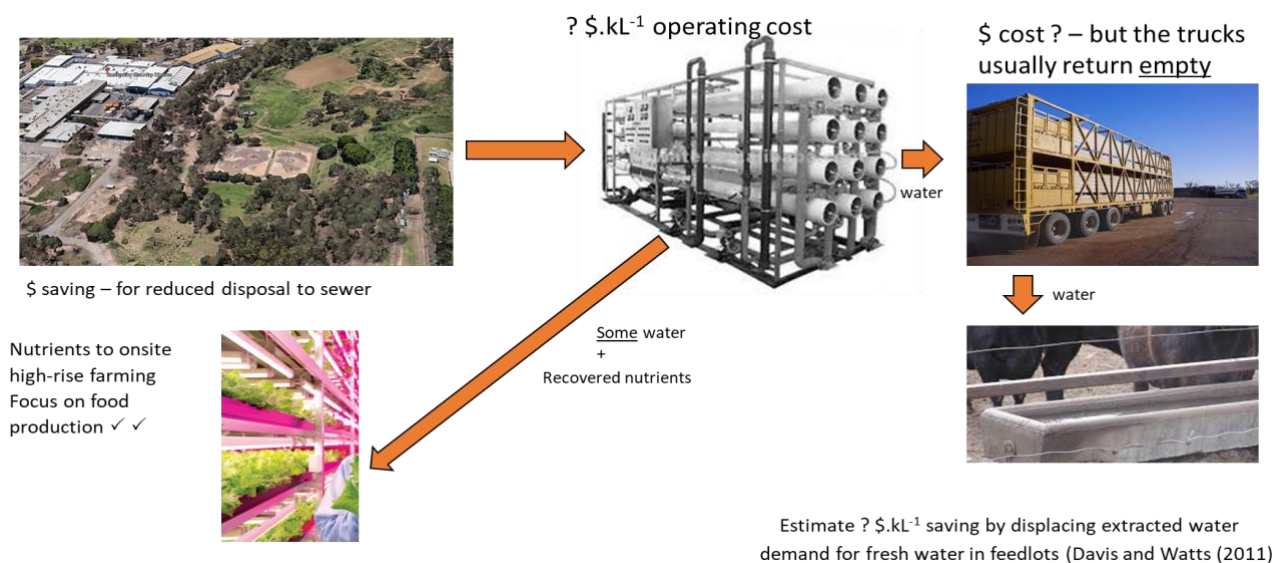 ? $.kL-1 operating cost
$ cost ? – but the trucks
usually return empty
water
$ saving – for reduced disposal to sewer
water
Some water
+
Recovered nutrients
Nutrients to onsite
high-rise farming
Focus on food
production ✓ ✓
Estimate ? $.kL-1 saving by displacing extracted water
demand for fresh water in feedlots (Davis and Watts (2011)